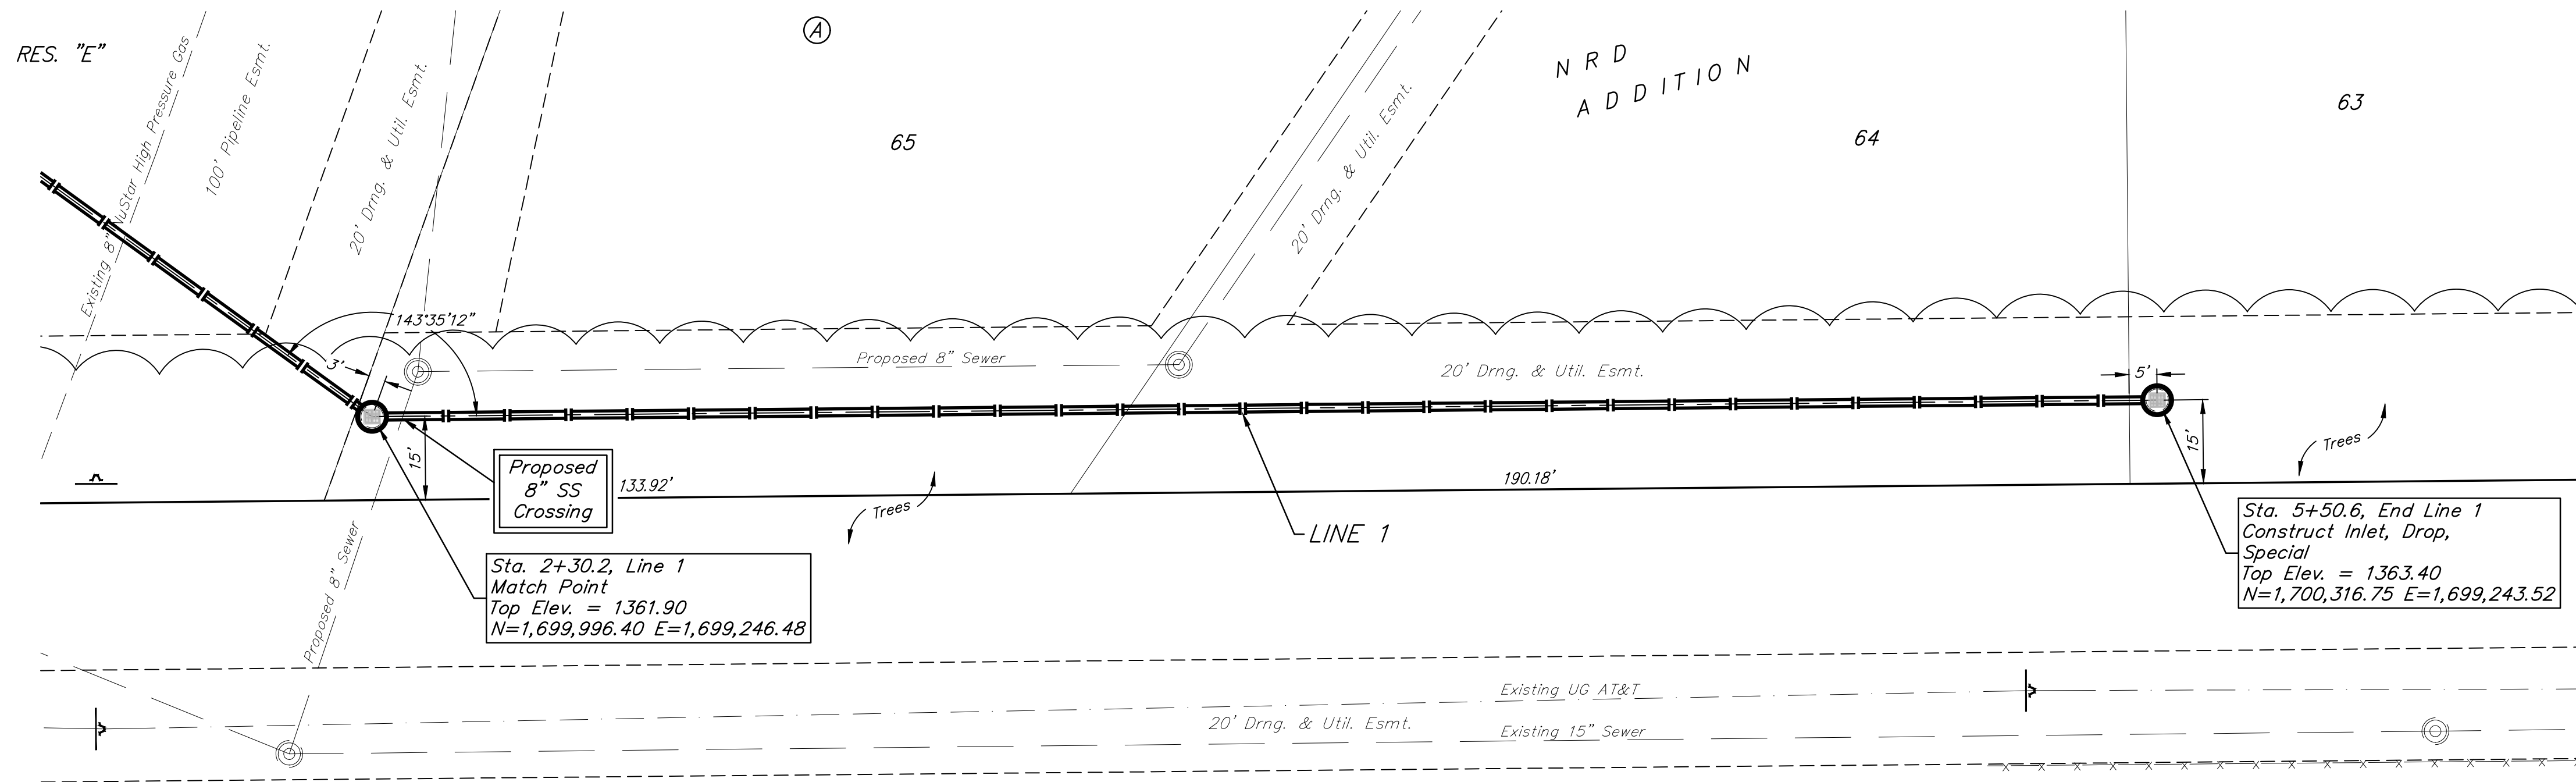 RES. "E"
Existing 8" NuStar High Pressure Gas
100' Pipeline Esmt.
20' Drng. & Util. Esmt.
A
65
20' Drng. & Util. Esmt.
N R D
A D D I T I O N
64
63
143°35'12"
3'
Proposed 8" Sewer
20' Drng. & Util. Esmt.
5'
15'
15'
Trees
Proposed
8" SS
Crossing
133.92'
Trees
190.18'
LINE 1
Proposed 8" Sewer
Sta. 2+30.2, Line 1
Match Point
Top Elev. = 1361.90
N=1,699,996.40 E=1,699,246.48
Sta. 5+50.6, End Line 1
Construct Inlet, Drop,
Special
Top Elev. = 1363.40
N=1,700,316.75 E=1,699,243.52
Existing UG AT&T
20' Drng. & Util. Esmt.
Existing 15" Sewer